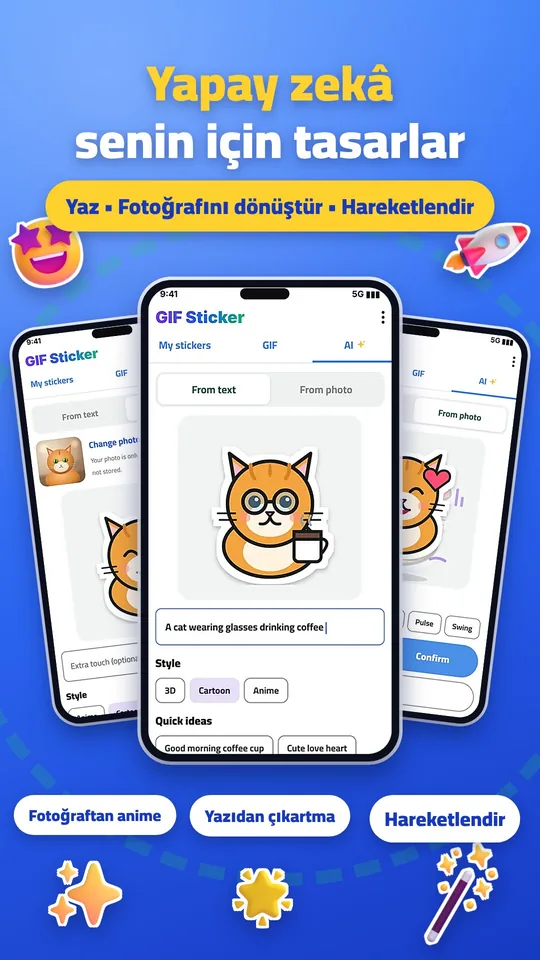 Yapay zekâ
senin için tasarlar
Yaz • Fotoğrafını dönüştür • Hareketlendir
9:41
GIF Sticker
My stickers GIF
From text
Change photo
Your photo is only
not stored.
Extra touch (optional
Style
Anime
9:41 5G
GIF Sticker
My stickers GIF AI
From text From photo
A cat wearing glasses drinking coffee
Style
3D Cartoon Anime
Quick ideas
Good morning coffee cup Cute love heart
5G
GIF AI
From photo
Pulse Swing
Confirm
Fotoğraftan anime Yazıdan çıkartma Hareketlendir